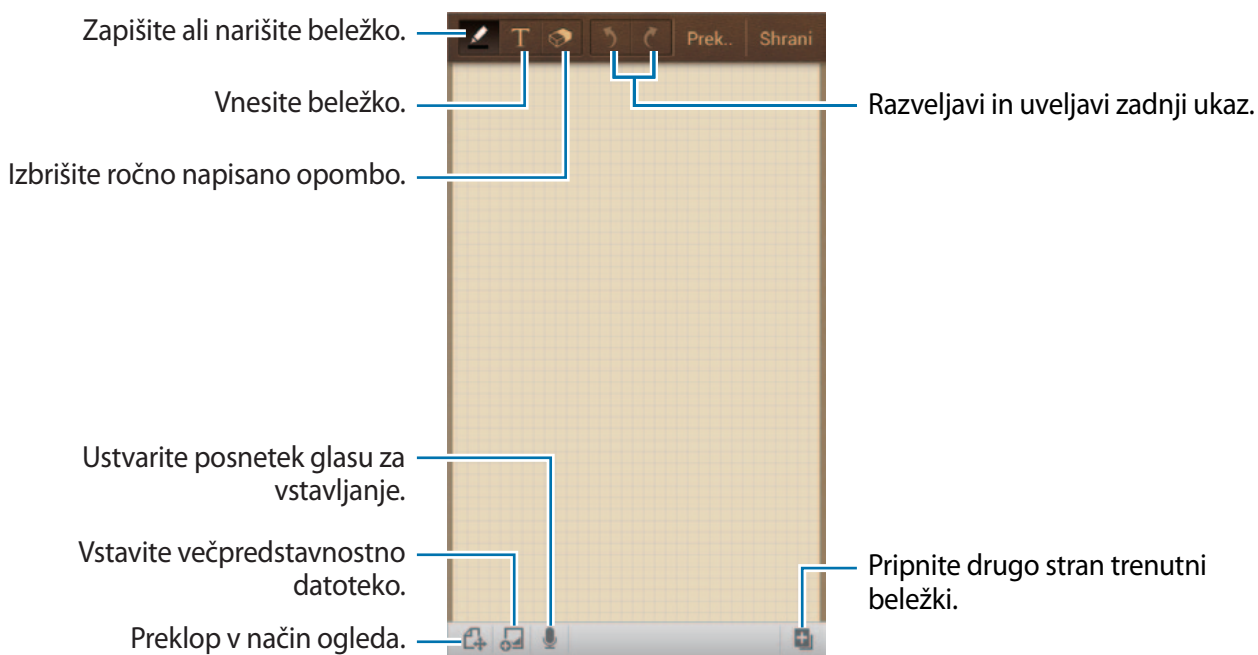 Zapišite ali narišite beležko.
T
Prek..
Shrani
Vnesite beležko.
Razveljavi in uveljavi zadnji ukaz.
Izbrišite ročno napisano opombo.
Ustvarite posnetek glasu za
vstavljanje.
Vstavite večpredstavnostno
datoteko.
Pripnite drugo stran trenutni
beležki.
Preklop v način ogleda.